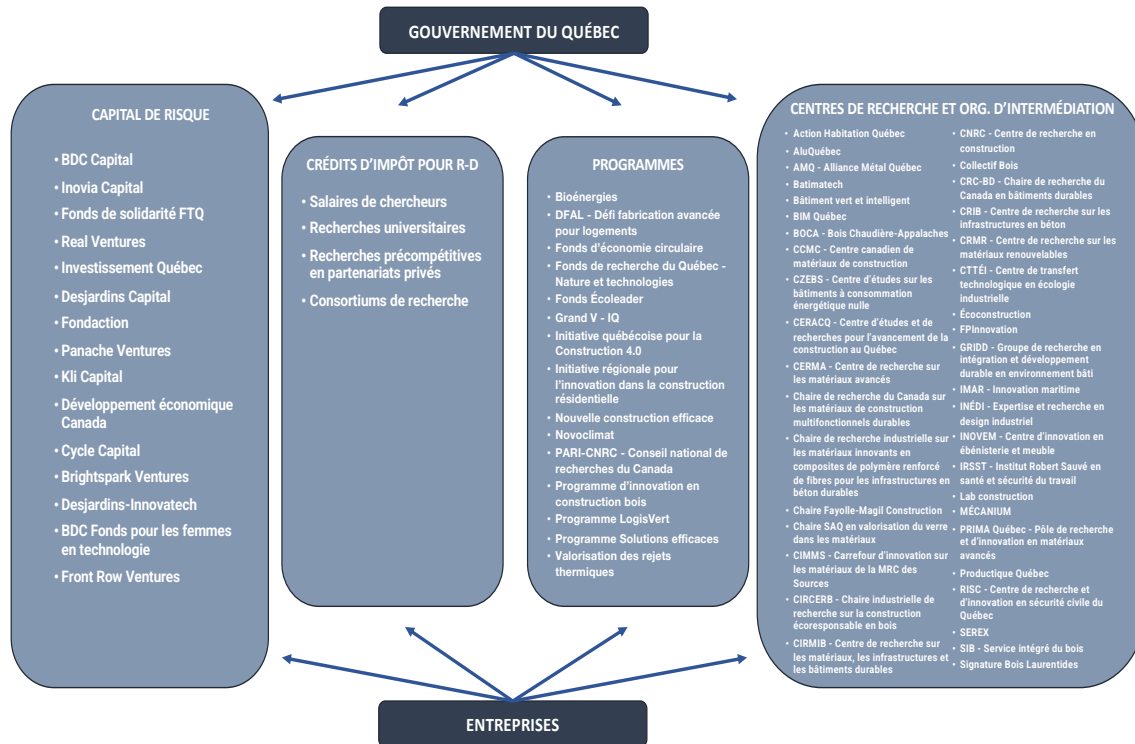 GOUVERNEMENT DU QUÉBEC
CAPITAL DE RISQUE
• BDC Capital
• Inovia Capital
• Fonds de solidarité FTQ
• Real Ventures
• Investissement Québec
• Desjardins Capital
• Fondaction
• Panache Ventures
• Kli Capital
• Développement économique
Canada
• Cycle Capital
• Brightspark Ventures
• Desjardins-Innovatech
• BDC Fonds pour les femmes
en technologie
• Front Row Ventures
CRÉDITS D'IMPÔT POUR R-D
• Salaires de chercheurs
• Recherches universitaires
• Recherches précompétitives
en partenariats privés
• Consortiums de recherche
PROGRAMMES
• Bioénergies
• DFAL - Défi fabrication avancée
pour logements
• Fonds d'économie circulaire
• Fonds de recherche du Québec -
Nature et technologies
• Fonds Écoleader
• Grand V - IQ
• Initiative québécoise pour la
Construction 4.0
• Initiative régionale pour
l'innovation dans la construction
résidentielle
• Nouvelle construction efficace
• Novoclimat
• PARI-CNRC - Conseil national de
recherches du Canada
• Programme d'innovation en
construction bois
• Programme LogisVert
• Programme Solutions efficaces
• Valorisation des rejets
thermiques
CENTRES DE RECHERCHE ET ORG. D'INTERMÉDIATION
• Action Habitation Québec
• AluQuébec
• AMQ - Alliance Métal Québec
• Batimatech
• Bâtiment vert et intelligent
• BIM Québec
• BOCA - Bois Chaudière-Appalaches
• CCMC - Centre canadien de
matériaux de construction
• CZEBS - Centre d'études sur les
bâtiments à consommation
énergétique nulle
• CERACQ - Centre d'études et de
recherches pour l'avancement de la
construction au Québec
• CERMA - Centre de recherche sur
les matériaux avancés
• Chaire de recherche du Canada sur
les matériaux de construction
multifonctionnels durables
• Chaire de recherche industrielle sur
les matériaux innovants en
composites de polymère renforcé
de fibres pour les infrastructures en
béton durables
• Chaire Fayolle-Magil Construction
• Chaire SAQ en valorisation du verre
dans les matériaux
• CIMMS - Carrefour d'innovation sur
les matériaux de la MRC des
Sources
• CIRCERB - Chaire industrielle de
recherche sur la construction
écoresponsable en bois
• CIRMIB - Centre de recherche sur
les matériaux, les infrastructures et
les bâtiments durables
• CNRC - Centre de recherche en
construction
• Collectif Bois
• CRC-BD - Chaire de recherche du
Canada en bâtiments durables
• CRIB - Centre de recherche sur les
infrastructures en béton
• CRMR - Centre de recherche sur les
matériaux renouvelables
• CTTÉI - Centre de transfert
technologique en écologie
industrielle
• Écoconstruction
• FPInnovation
• GRIDD - Groupe de recherche en
intégration et développement
durable en environnement bâti
• IMAR - Innovation maritime
• INÉDI - Expertise et recherche en
design industriel
• INOVEM - Centre d'innovation en
ébénisterie et meuble
• IRSST - Institut Robert Sauvé en
santé et sécurité du travail
• Lab construction
• MÉCANIUM
• PRIMA Québec - Pôle de recherche
et d'innovation en matériaux
avancés
• Productique Québec
• RISC - Centre de recherche et
d'innovation en sécurité civile du
Québec
• SEREX
• SIB - Service intégré du bois
• Signature Bois Laurentides
ENTREPRISES